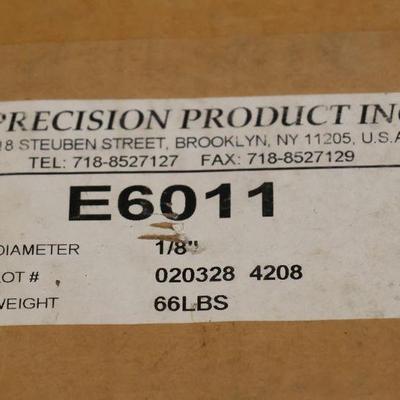 PRECISION PRODUCT INC
18 STEUBEN STREET, BROOKLYN, NY 11205, U.S.A
TEL: 718-8527127 FAX: 718-8527129
E6011
DIAMETER 1/8"
LOT # 020328 4208
WEIGHT 66LBS